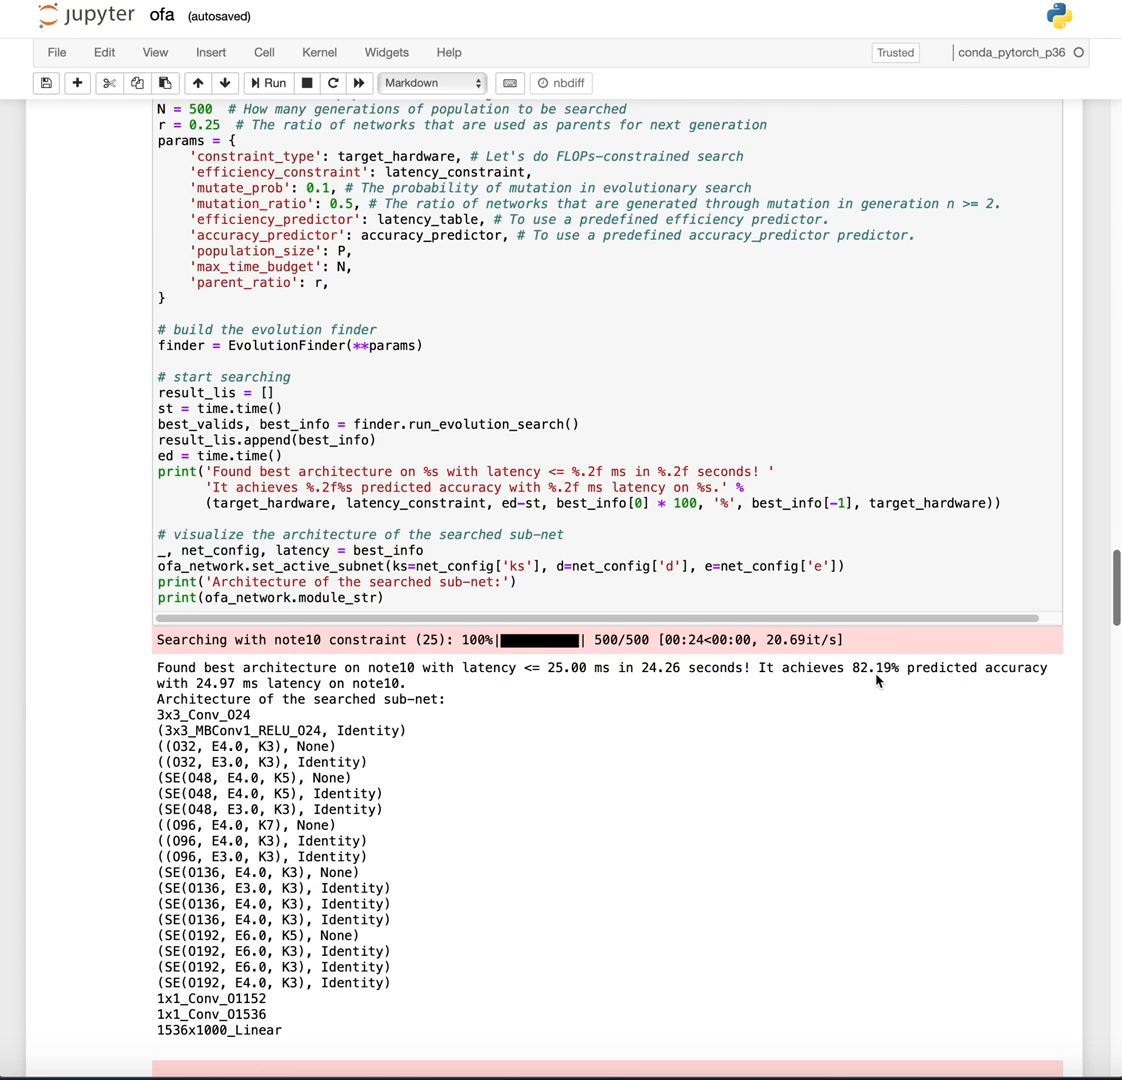 jupyter ofa (autosaved)
File Edit View Insert Cell Kernel Widgets Help Trusted conda_pytorch_p36
Run Markdown nbdiff
N = 500 # How many generations of population to be searched
r = 0.25 # The ratio of networks that are used as parents for next generation
params = {
    'constraint_type': target_hardware, # Let's do FLOPs-constrained search
    'efficiency_constraint': latency_constraint,
    'mutate_prob': 0.1, # The probability of mutation in evolutionary search
    'mutation_ratio': 0.5, # The ratio of networks that are generated through mutation in generation n >= 2.
    'efficiency_predictor': latency_table, # To use a predefined efficiency predictor.
    'accuracy_predictor': accuracy_predictor, # To use a predefined accuracy_predictor predictor.
    'population_size': P,
    'max_time_budget': N,
    'parent_ratio': r,
}
# build the evolution finder
finder = EvolutionFinder(**params)
# start searching
result_lis = []
st = time.time()
best_valids, best_info = finder.run_evolution_search()
result_lis.append(best_info)
ed = time.time()
print('Found best architecture on %s with latency <= %.2f ms in %.2f seconds! '
      'It achieves %.2f%s predicted accuracy with %.2f ms latency on %s.' %
      (target_hardware, latency_constraint, ed-st, best_info[0] * 100, '%', best_info[-1], target_hardware))
# visualize the architecture of the searched sub-net
_, net_config, latency = best_info
ofa_network.set_active_subnet(ks=net_config['ks'], d=net_config['d'], e=net_config['e'])
print('Architecture of the searched sub-net:')
print(ofa_network.module_str)
Searching with note10 constraint (25): 100%|██████████| 500/500 [00:24<00:00, 20.69it/s]
Found best architecture on note10 with latency <= 25.00 ms in 24.26 seconds! It achieves 82.19% predicted accuracy
with 24.97 ms latency on note10.
Architecture of the searched sub-net:
3x3_Conv_O24
(3x3_MBConv1_RELU_O24, Identity)
((O32, E4.0, K3), None)
((O32, E3.0, K3), Identity)
(SE(O48, E4.0, K5), None)
(SE(O48, E4.0, K5), Identity)
(SE(O48, E3.0, K3), Identity)
((O96, E4.0, K7), None)
((O96, E4.0, K3), Identity)
((O96, E3.0, K3), Identity)
(SE(O136, E4.0, K3), None)
(SE(O136, E3.0, K3), Identity)
(SE(O136, E4.0, K3), Identity)
(SE(O136, E4.0, K3), Identity)
(SE(O192, E6.0, K5), None)
(SE(O192, E6.0, K3), Identity)
(SE(O192, E6.0, K3), Identity)
(SE(O192, E4.0, K3), Identity)
1x1_Conv_O1152
1x1_Conv_O1536
1536x1000_Linear